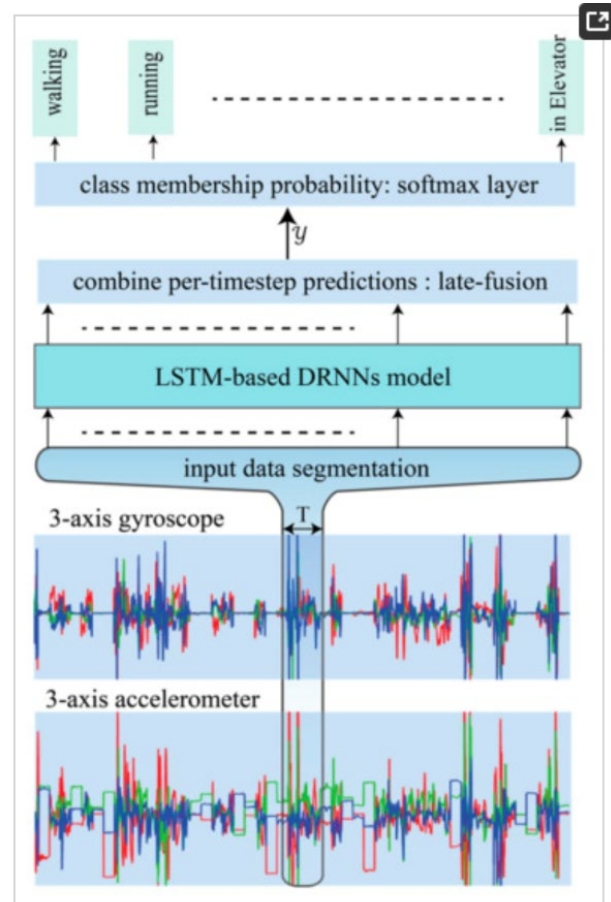 walking
running
in Elevator
class membership probability: softmax layer
y
combine per-timestep predictions : late-fusion
LSTM-based DRNNs model
input data segmentation
T
3-axis gyroscope
3-axis accelerometer